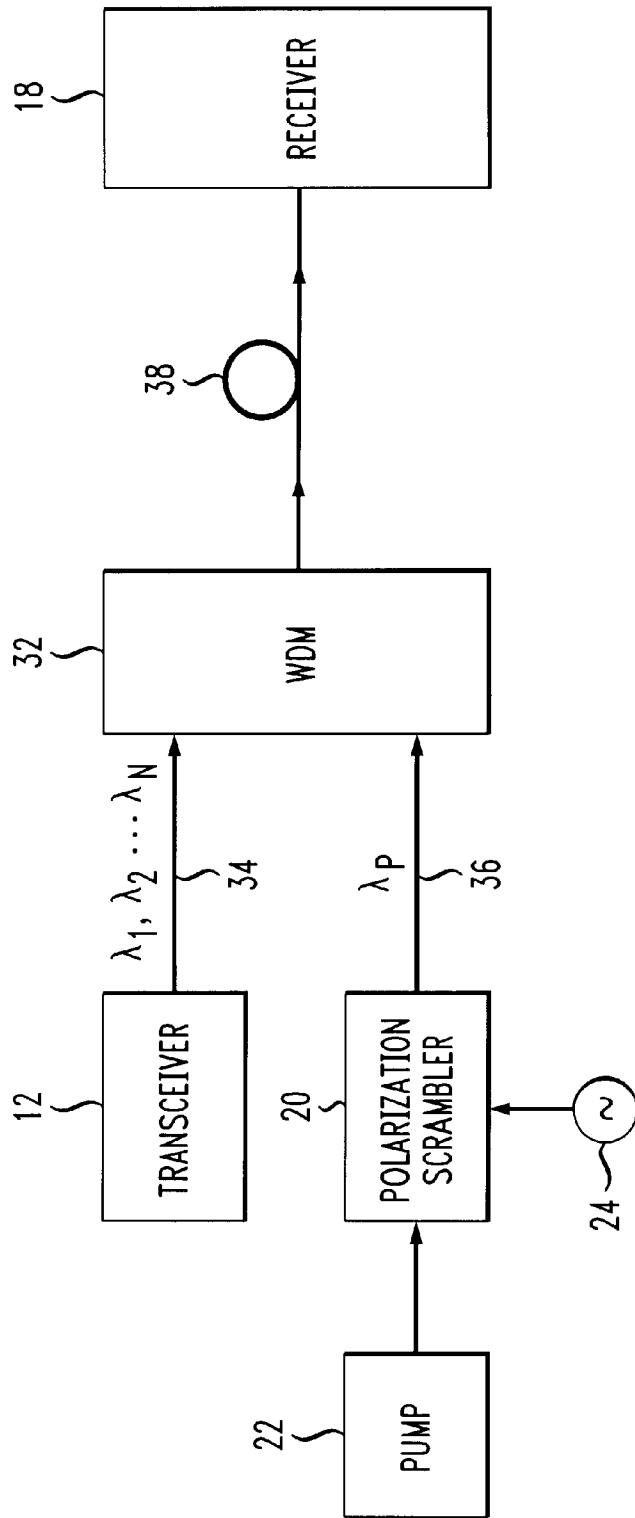 12
TRANSCEIVER
λ1, λ2 ... λN
34
32
WDM
38
18
RECEIVER
22
PUMP
20
POLARIZATION
SCRAMBLER
λP
36
24
~